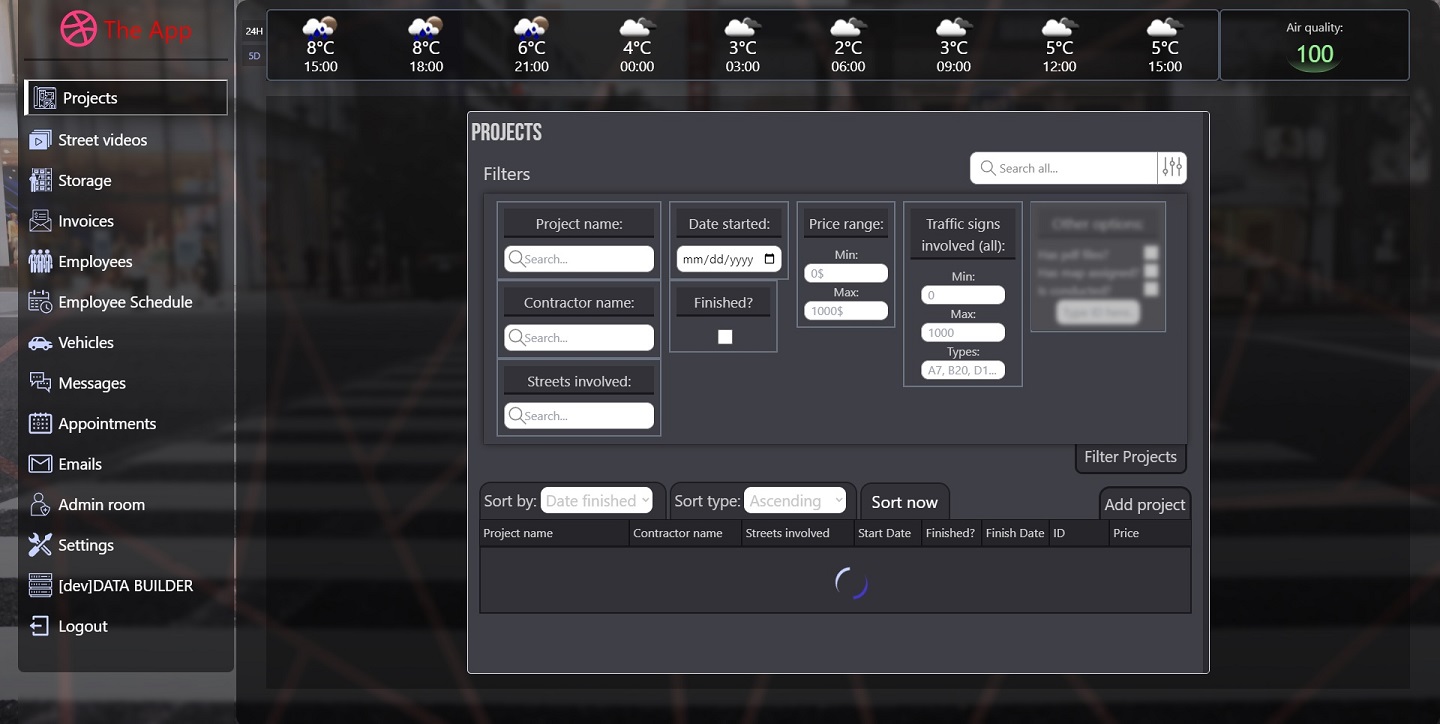 The App
24H
5D
8°C
15:00
8°C
18:00
6°C
21:00
4°C
00:00
3°C
03:00
2°C
06:00
3°C
09:00
5°C
12:00
5°C
15:00
Air quality:
100
Projects
Street videos
Storage
Invoices
Employees
Employee Schedule
Vehicles
Messages
Appointments
Emails
Admin room
Settings
[dev]DATA BUILDER
Logout
PROJECTS
Filters
Search all...
Project name:
Search...
Contractor name:
Search...
Streets involved:
Search...
Date started:
mm/dd/yyyy
Finished?
Price range:
Min:
0$
Max:
1000$
Traffic signs
involved (all):
Min:
0
Max:
1000
Types:
A7, B20, D1...
Other options:
Has pdf files?
Has map assigned?
Is conducted?
Type ID here..
Filter Projects
Sort by: Date finished
Sort type: Ascending
Sort now
Add project
Project name Contractor name Streets involved Start Date Finished? Finish Date ID Price